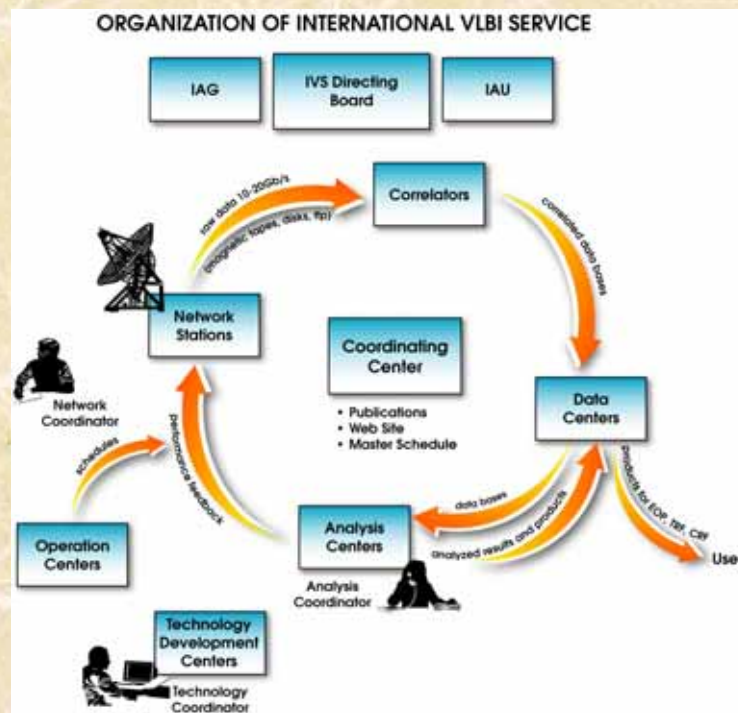 ORGANIZATION OF INTERNATIONAL VLBI SERVICE
IAG
IVS Directing
Board
IAU
raw data 10-20Gb/s
(magnetic tapes, disks, ftp)
Correlators
correlated data bases
Network
Stations
Coordinating
Center
• Publications
• Web Site
• Master Schedule
Network
Coordinator
Data
Centers
schedules
performance feedback
data bases
analyzed results and products
products for EOP, TRF, CRF
Use
Operation
Centers
Analysis
Centers
Analysis
Coordinator
Technology
Development
Centers
Technology
Coordinator